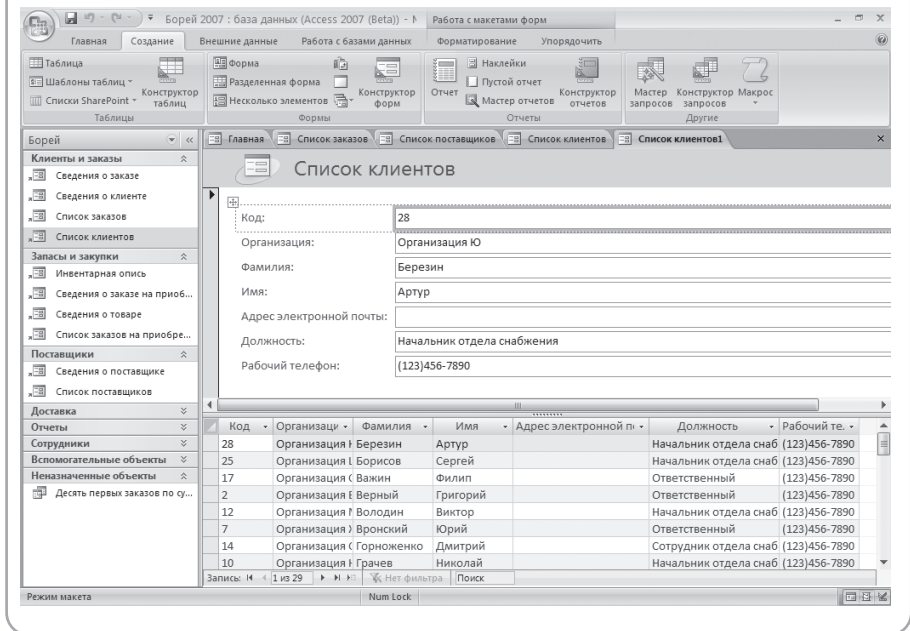 Борей 2007 : база данных (Access 2007 (Beta)) - М
Работа с макетами форм
Главная
Создание
Внешние данные
Работа с базами данных
Форматирование
Упорядочить
Таблица
Шаблоны таблиц
Списки SharePoint
Конструктор таблиц
Таблицы
Форма
Разделенная форма
Несколько элементов
Конструктор форм
Формы
Отчет
Наклейки
Пустой отчет
Мастер отчетов
Конструктор отчетов
Отчеты
Мастер запросов
Конструктор запросов
Макрос
Другие
Борей
Клиенты и заказы
Сведения о заказе
Сведения о клиенте
Список заказов
Список клиентов
Запасы и закупки
Инвентарная опись
Сведения о заказе на приоб...
Сведения о товаре
Список заказов на приобре...
Поставщики
Сведения о поставщике
Список поставщиков
Доставка
Отчеты
Сотрудники
Вспомогательные объекты
Неназначенные объекты
Десять первых заказов по су...
Главная
Список заказов
Список поставщиков
Список клиентов
Список клиентов1
Список клиентов
Код: 28
Организация: Организация Ю
Фамилия: Березин
Имя: Артур
Адрес электронной почты:
Должность: Начальник отдела снабжения
Рабочий телефон: (123)456-7890
Код Организаци Фамилия Имя Адрес электронной по Должность Рабочий те.
28 Организация Березин Артур Начальник отдела снаб (123)456-7890
25 Организация Борисов Сергей Начальник отдела снаб (123)456-7890
17 Организация Важин Филип Ответственный (123)456-7890
2 Организация Верный Григорий Ответственный (123)456-7890
12 Организация Володин Виктор Начальник отдела снаб (123)456-7890
7 Организация Вронский Юрий Ответственный (123)456-7890
14 Организация Горноженко Дмитрий Сотрудник отдела снаб (123)456-7890
10 Организация Грачев Николай Начальник отдела снаб (123)456-7890
Запись: 1 из 29 Нет фильтра Поиск
Режим макета
Num Lock